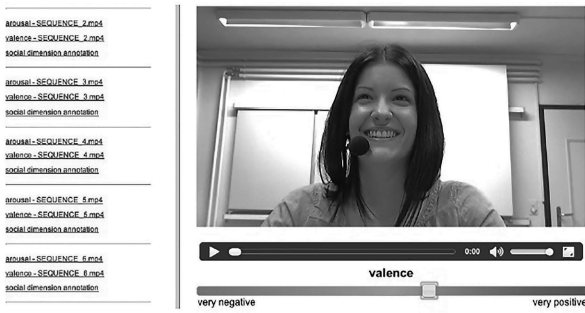 arousal - SEQUENCE_2.mp4
valence - SEQUENCE_2.mp4
social dimension annotation
arousal - SEQUENCE_3.mp4
valence - SEQUENCE_3.mp4
social dimension annotation
arousal - SEQUENCE_4.mp4
valence - SEQUENCE_4.mp4
social dimension annotation
arousal - SEQUENCE_5.mp4
valence - SEQUENCE_5.mp4
social dimension annotation
arousal - SEQUENCE_6.mp4
valence - SEQUENCE_6.mp4
social dimension annotation
0:00
valence
very negative
very positive